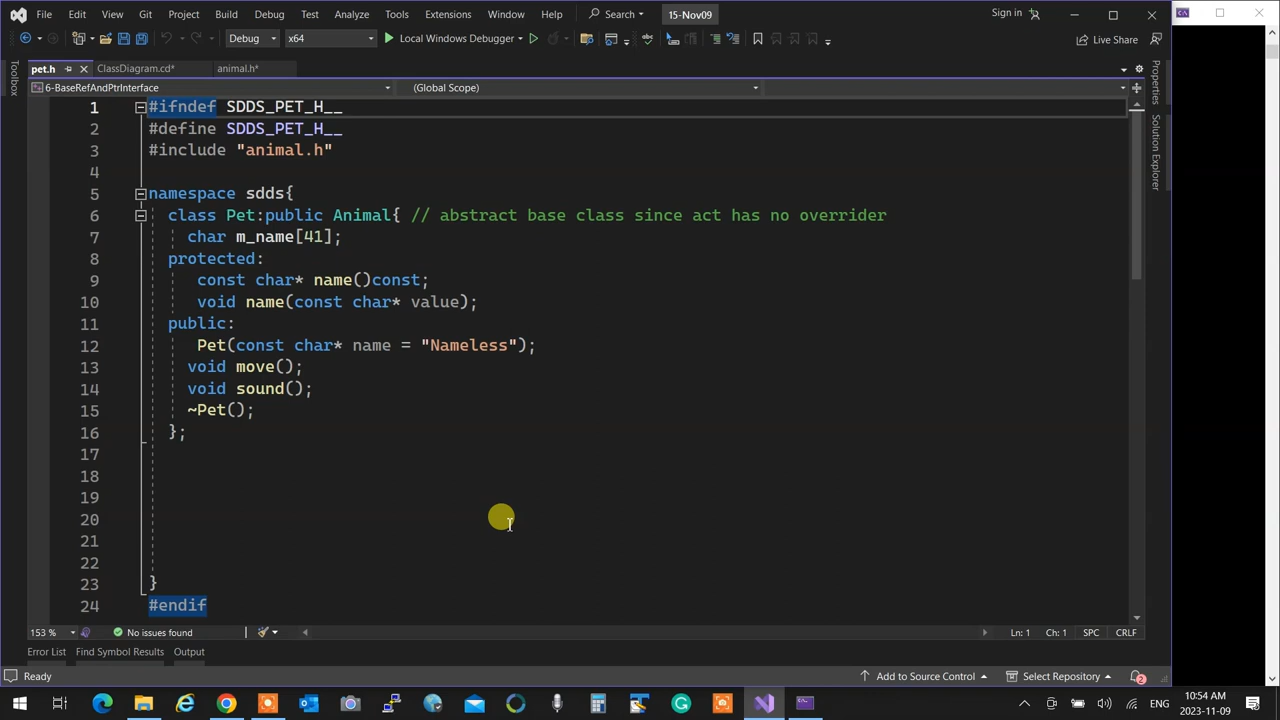 File Edit View Git Project Build Debug Test Analyze Tools Extensions Window Help Search 15-Nov09 Sign in
Debug x64 Local Windows Debugger Live Share
pet.h ClassDiagram.cd* animal.h*
6-BaseRefAndPtrInterface (Global Scope)
Toolbox
Properties
Solution Explorer
1 #ifndef SDDS_PET_H__
2 #define SDDS_PET_H__
3 #include "animal.h"
4
5 namespace sdds{
6 class Pet:public Animal{ // abstract base class since act has no overrider
7 char m_name[41];
8 protected:
9 const char* name()const;
10 void name(const char* value);
11 public:
12 Pet(const char* name = "Nameless");
13 void move();
14 void sound();
15 ~Pet();
16 };
17
18
19
20
21
22
23 }
24 #endif
153 % No issues found Ln: 1 Ch: 1 SPC CRLF
Error List Find Symbol Results Output
Ready Add to Source Control Select Repository 2
10:54 AM
2023-11-09